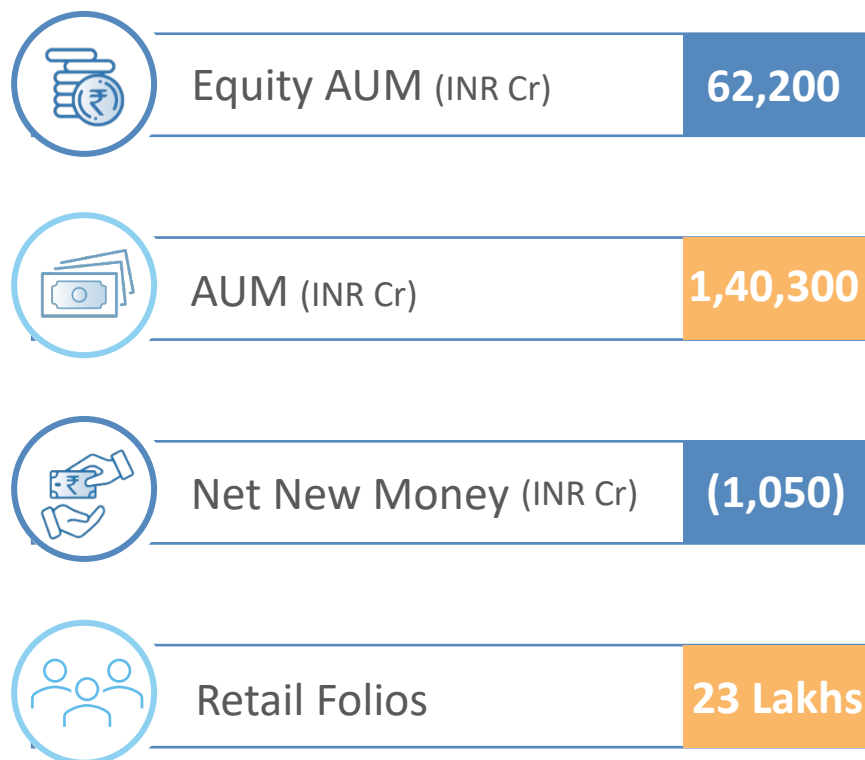 Equity AUM (INR Cr) 62,200
AUM (INR Cr) 1,40,300
Net New Money (INR Cr) (1,050)
Retail Folios 23 Lakhs